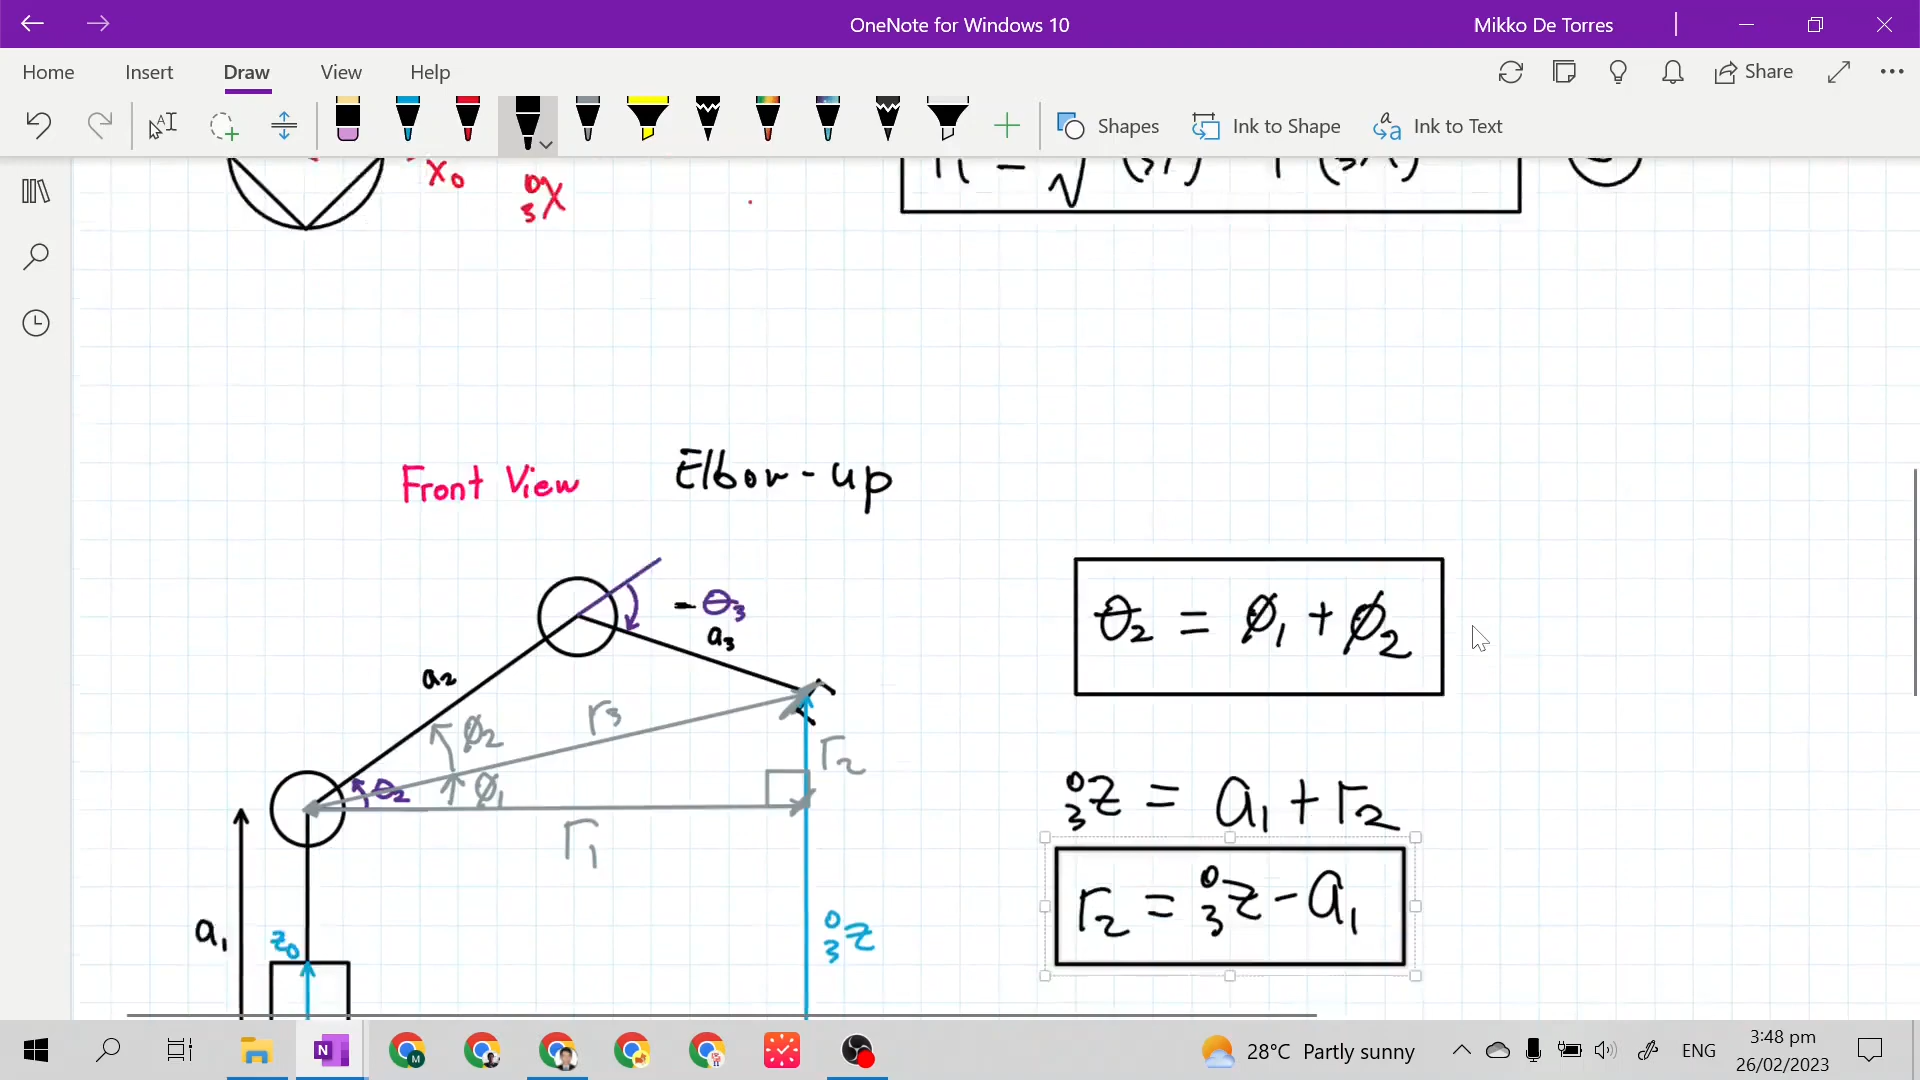 OneNote for Windows 10
Mikko De Torres
Home Insert Draw View Help
Share
Shapes Ink to Shape Ink to Text
X₀
⁰₃X
r₁ = √
Front View Elbow-up
-θ₃
a₃
a₂
r₃
ϕ₂
r₂
θ₂
ϕ₁
r₁
a₁
z₀
⁰₃z
θ₂ = ϕ₁ + ϕ₂
⁰₃z = a₁ + r₂
r₂ = ⁰₃z - a₁
28°C Partly sunny
ENG
3:48 pm
26/02/2023